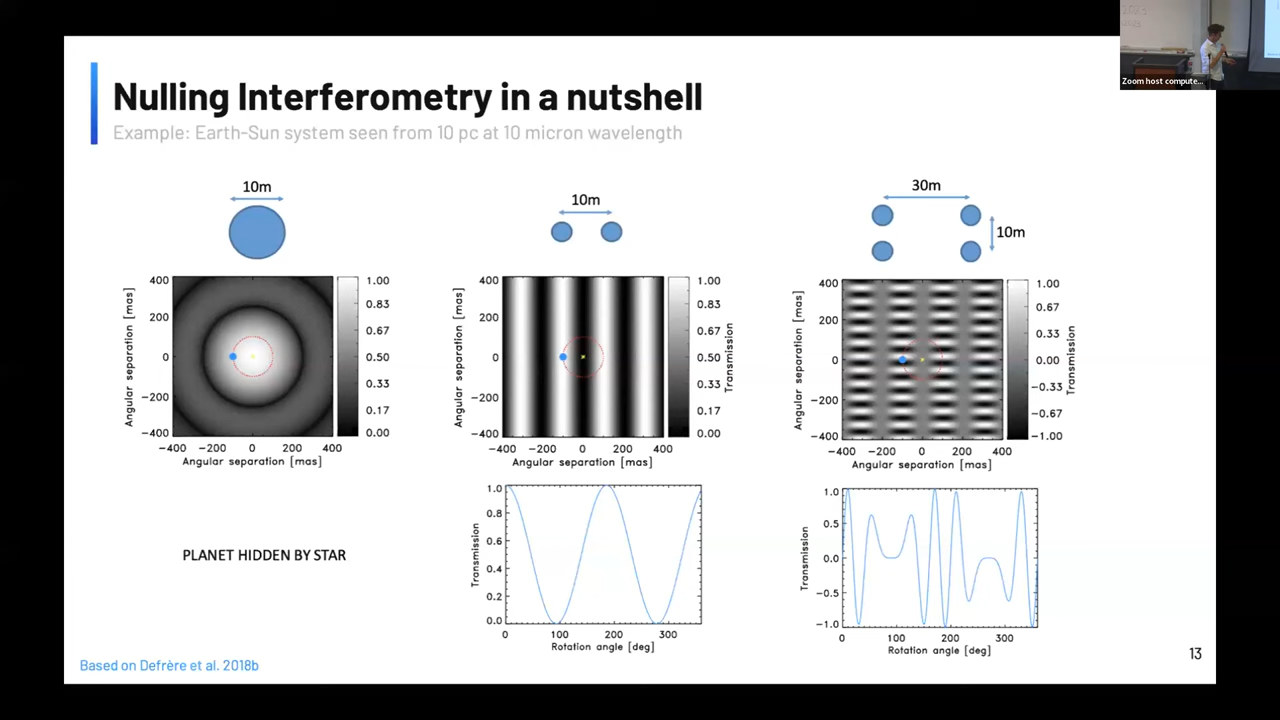 Nulling Interferometry in a nutshell
Example: Earth-Sun system seen from 10 pc at 10 micron wavelength
Zoom host compute...
10m
400
200
0
−200
−400
Angular separation [mas]
−400 −200 0 200 400
Angular separation [mas]
1.00
0.83
0.67
0.50
0.33
0.17
0.00
PLANET HIDDEN BY STAR
10m
400
200
0
−200
−400
Angular separation [mas]
−400 −200 0 200 400
Angular separation [mas]
1.00
0.83
0.67
0.50
0.33
0.17
0.00
Transmission
1.0
0.8
0.6
0.4
0.2
0.0
Transmission
0 100 200 300
Rotation angle [deg]
30m
10m
400
200
0
−200
−400
Angular separation [mas]
−400 −200 0 200 400
Angular separation [mas]
1.00
0.67
0.33
0.00
−0.33
−0.67
−1.00
Transmission
1.0
0.5
0.0
−0.5
−1.0
Transmission
0 100 200 300
Rotation angle [deg]
Based on Defrère et al. 2018b
13